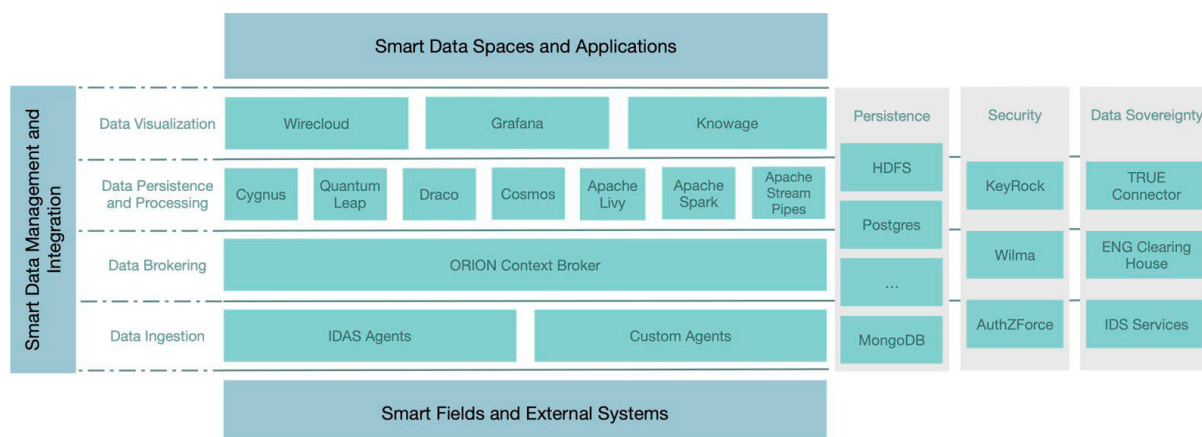 Smart Data Spaces and Applications
Smart Data Management and
Integration
Data Visualization
Wirecloud
Grafana
Knowage
Data Persistence
and Processing
Cygnus
Quantum
Leap
Draco
Cosmos
Apache
Livy
Apache
Spark
Apache
Stream
Pipes
Data Brokering
ORION Context Broker
Data Ingestion
IDAS Agents
Custom Agents
Smart Fields and External Systems
Persistence
HDFS
Postgres
...
MongoDB
Security
KeyRock
Wilma
AuthZForce
Data Sovereignty
TRUE
Connector
ENG Clearing
House
IDS Services